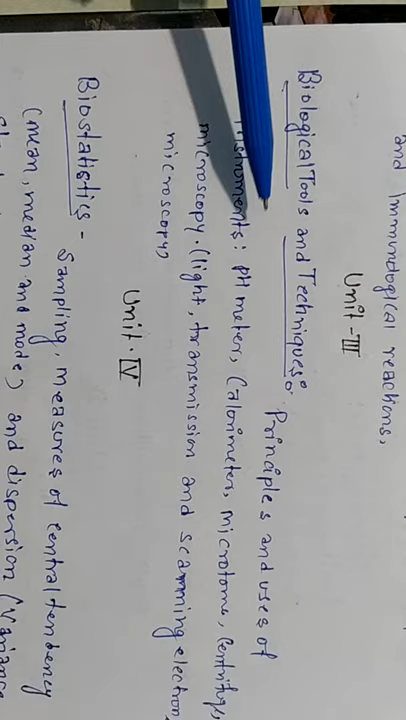 and Immunological reactions,
Unit-III
Biological Tools and Techniques: Principles and uses of
instruments: PH meter, Calorimeter, microtome, Centrifuge,
microscopy. (light, transmission and scanning electron
microscopy)
Unit. IV
Biostatistics - Sampling, measures of central tendency
(mean, median and mode) and dispersion (Variance